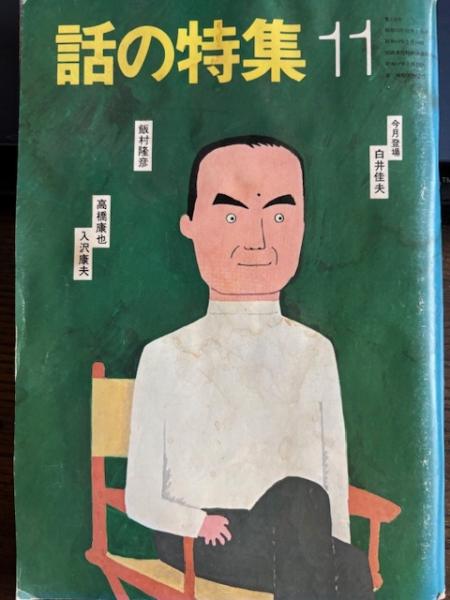 話の特集 11
今月登場
白井佳夫
飯村隆彦
高橋康也
入沢康夫